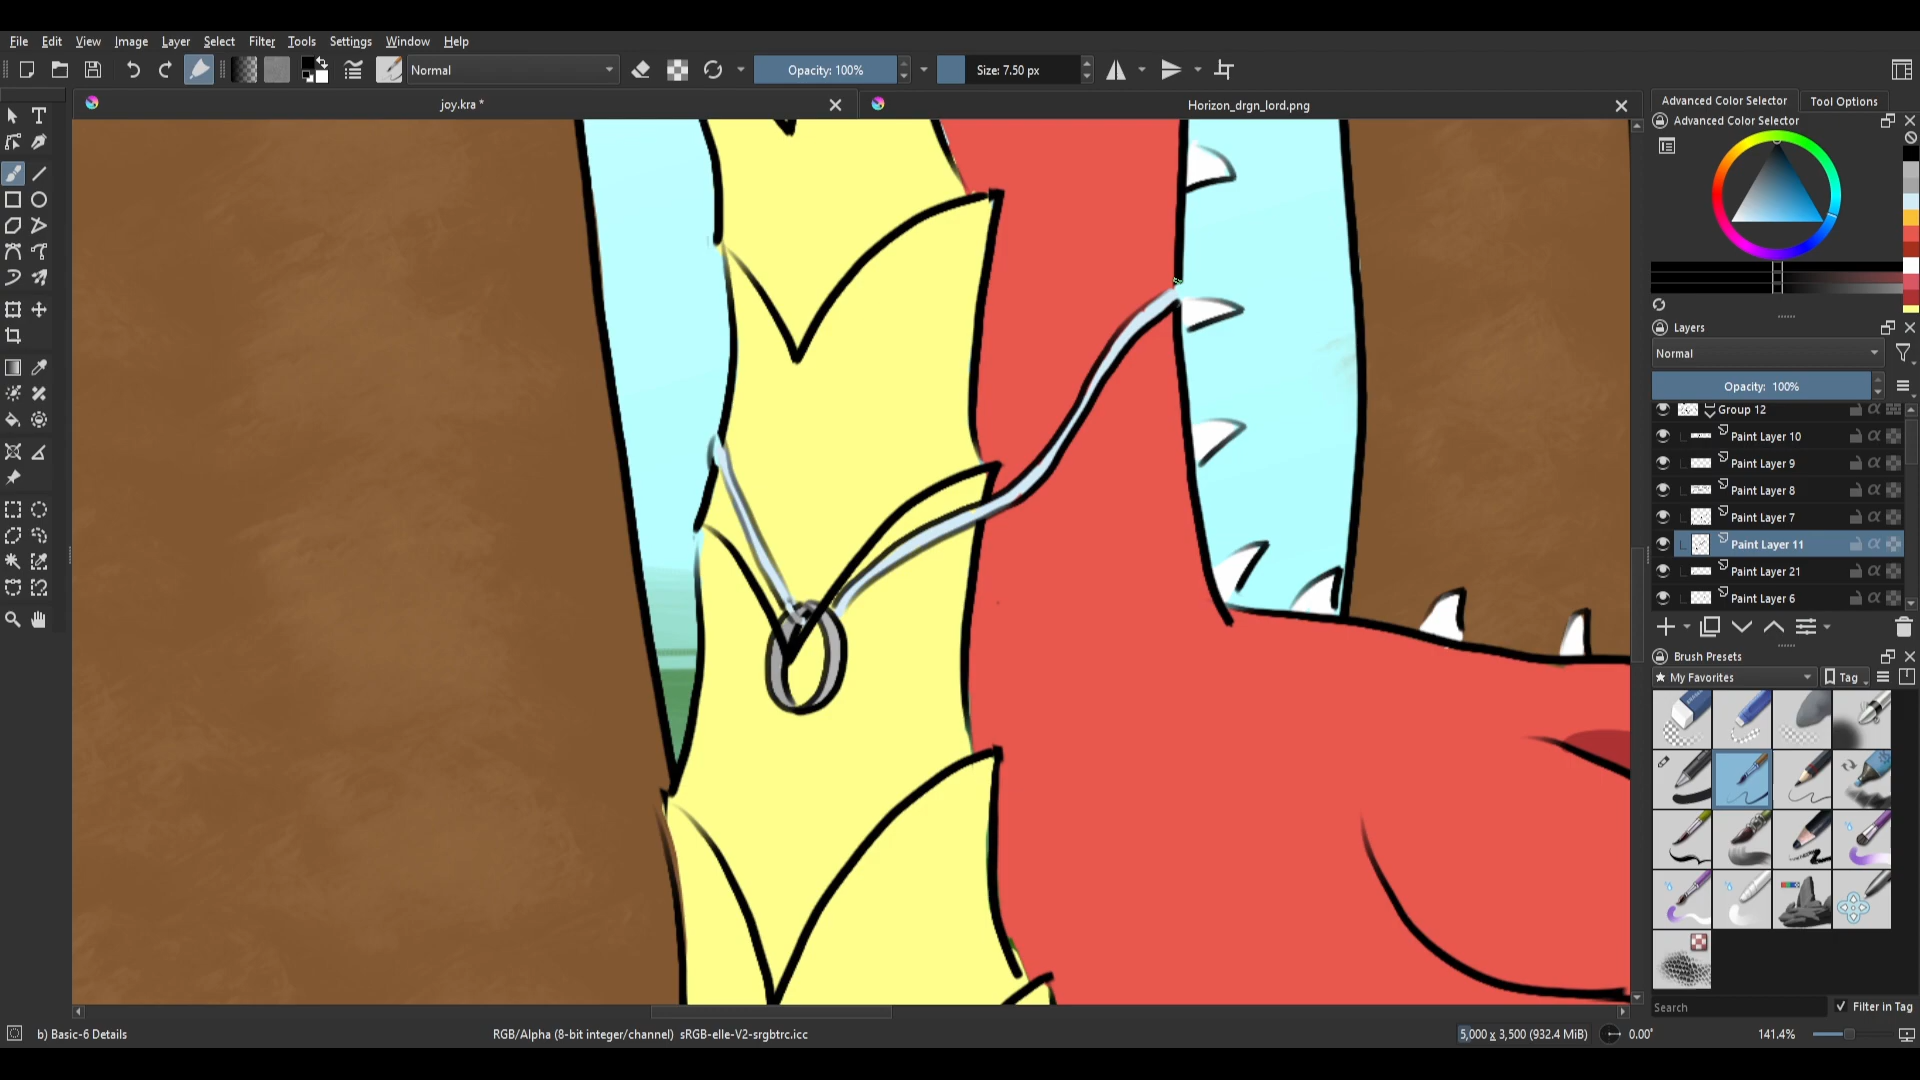 File Edit View Image Layer Select Filter Tools Settings Window Help
Normal Opacity: 100% Size: 7.50 px
joy.kra * Horizon_drgn_lord.png
Advanced Color Selector Tool Options
Advanced Color Selector
Layers
Normal
Opacity: 100%
Group 12
Paint Layer 10
Paint Layer 9
Paint Layer 8
Paint Layer 7
Paint Layer 11
Paint Layer 21
Paint Layer 6
Brush Presets
My Favorites Tag
Search Filter in Tag
b) Basic-6 Details RGB/Alpha (8-bit integer/channel) sRGB-elle-V2-srgbtrc.icc 5,000 x 3,500 (932.4 MiB) 0.00° 141.4%